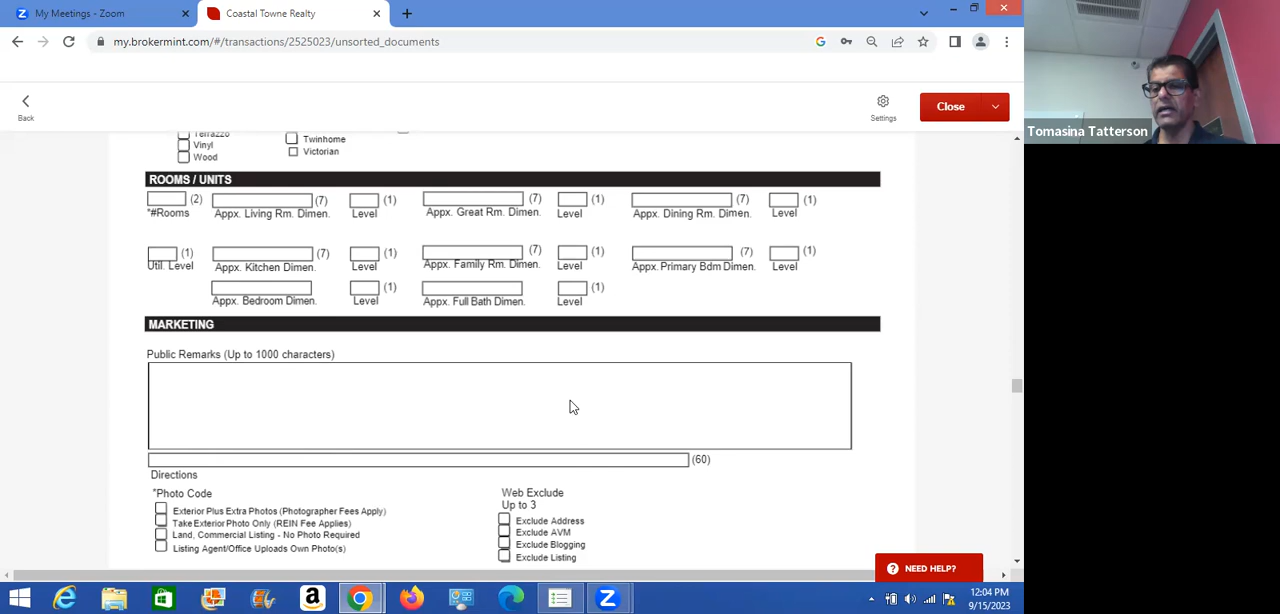 My Meetings - Zoom
Coastal Towne Realty
my.brokermint.com/#/transactions/2525023/unsorted_documents
Back
Settings
Close
Tomasina Tatterson
Terrazzo
Vinyl
Wood
Twinhome
Victorian
ROOMS / UNITS
(2) (7) (1) (7) (1) (7) (1)
*#Rooms Appx. Living Rm. Dimen. Level Appx. Great Rm. Dimen. Level Appx. Dining Rm. Dimen. Level
(1) (7) (1) (7) (1) (7) (1)
Util. Level Appx. Kitchen Dimen. Level Appx. Family Rm. Dimen. Level Appx. Primary Bdm Dimen. Level
(1) (1)
Appx. Bedroom Dimen. Level Appx. Full Bath Dimen. Level
MARKETING
Public Remarks (Up to 1000 characters)
(60)
Directions
*Photo Code
Exterior Plus Extra Photos (Photographer Fees Apply)
Take Exterior Photo Only (REIN Fee Applies)
Land, Commercial Listing - No Photo Required
Listing Agent/Office Uploads Own Photo(s)
Web Exclude
Up to 3
Exclude Address
Exclude AVM
Exclude Blogging
Exclude Listing
NEED HELP?
12:04 PM
9/15/2023